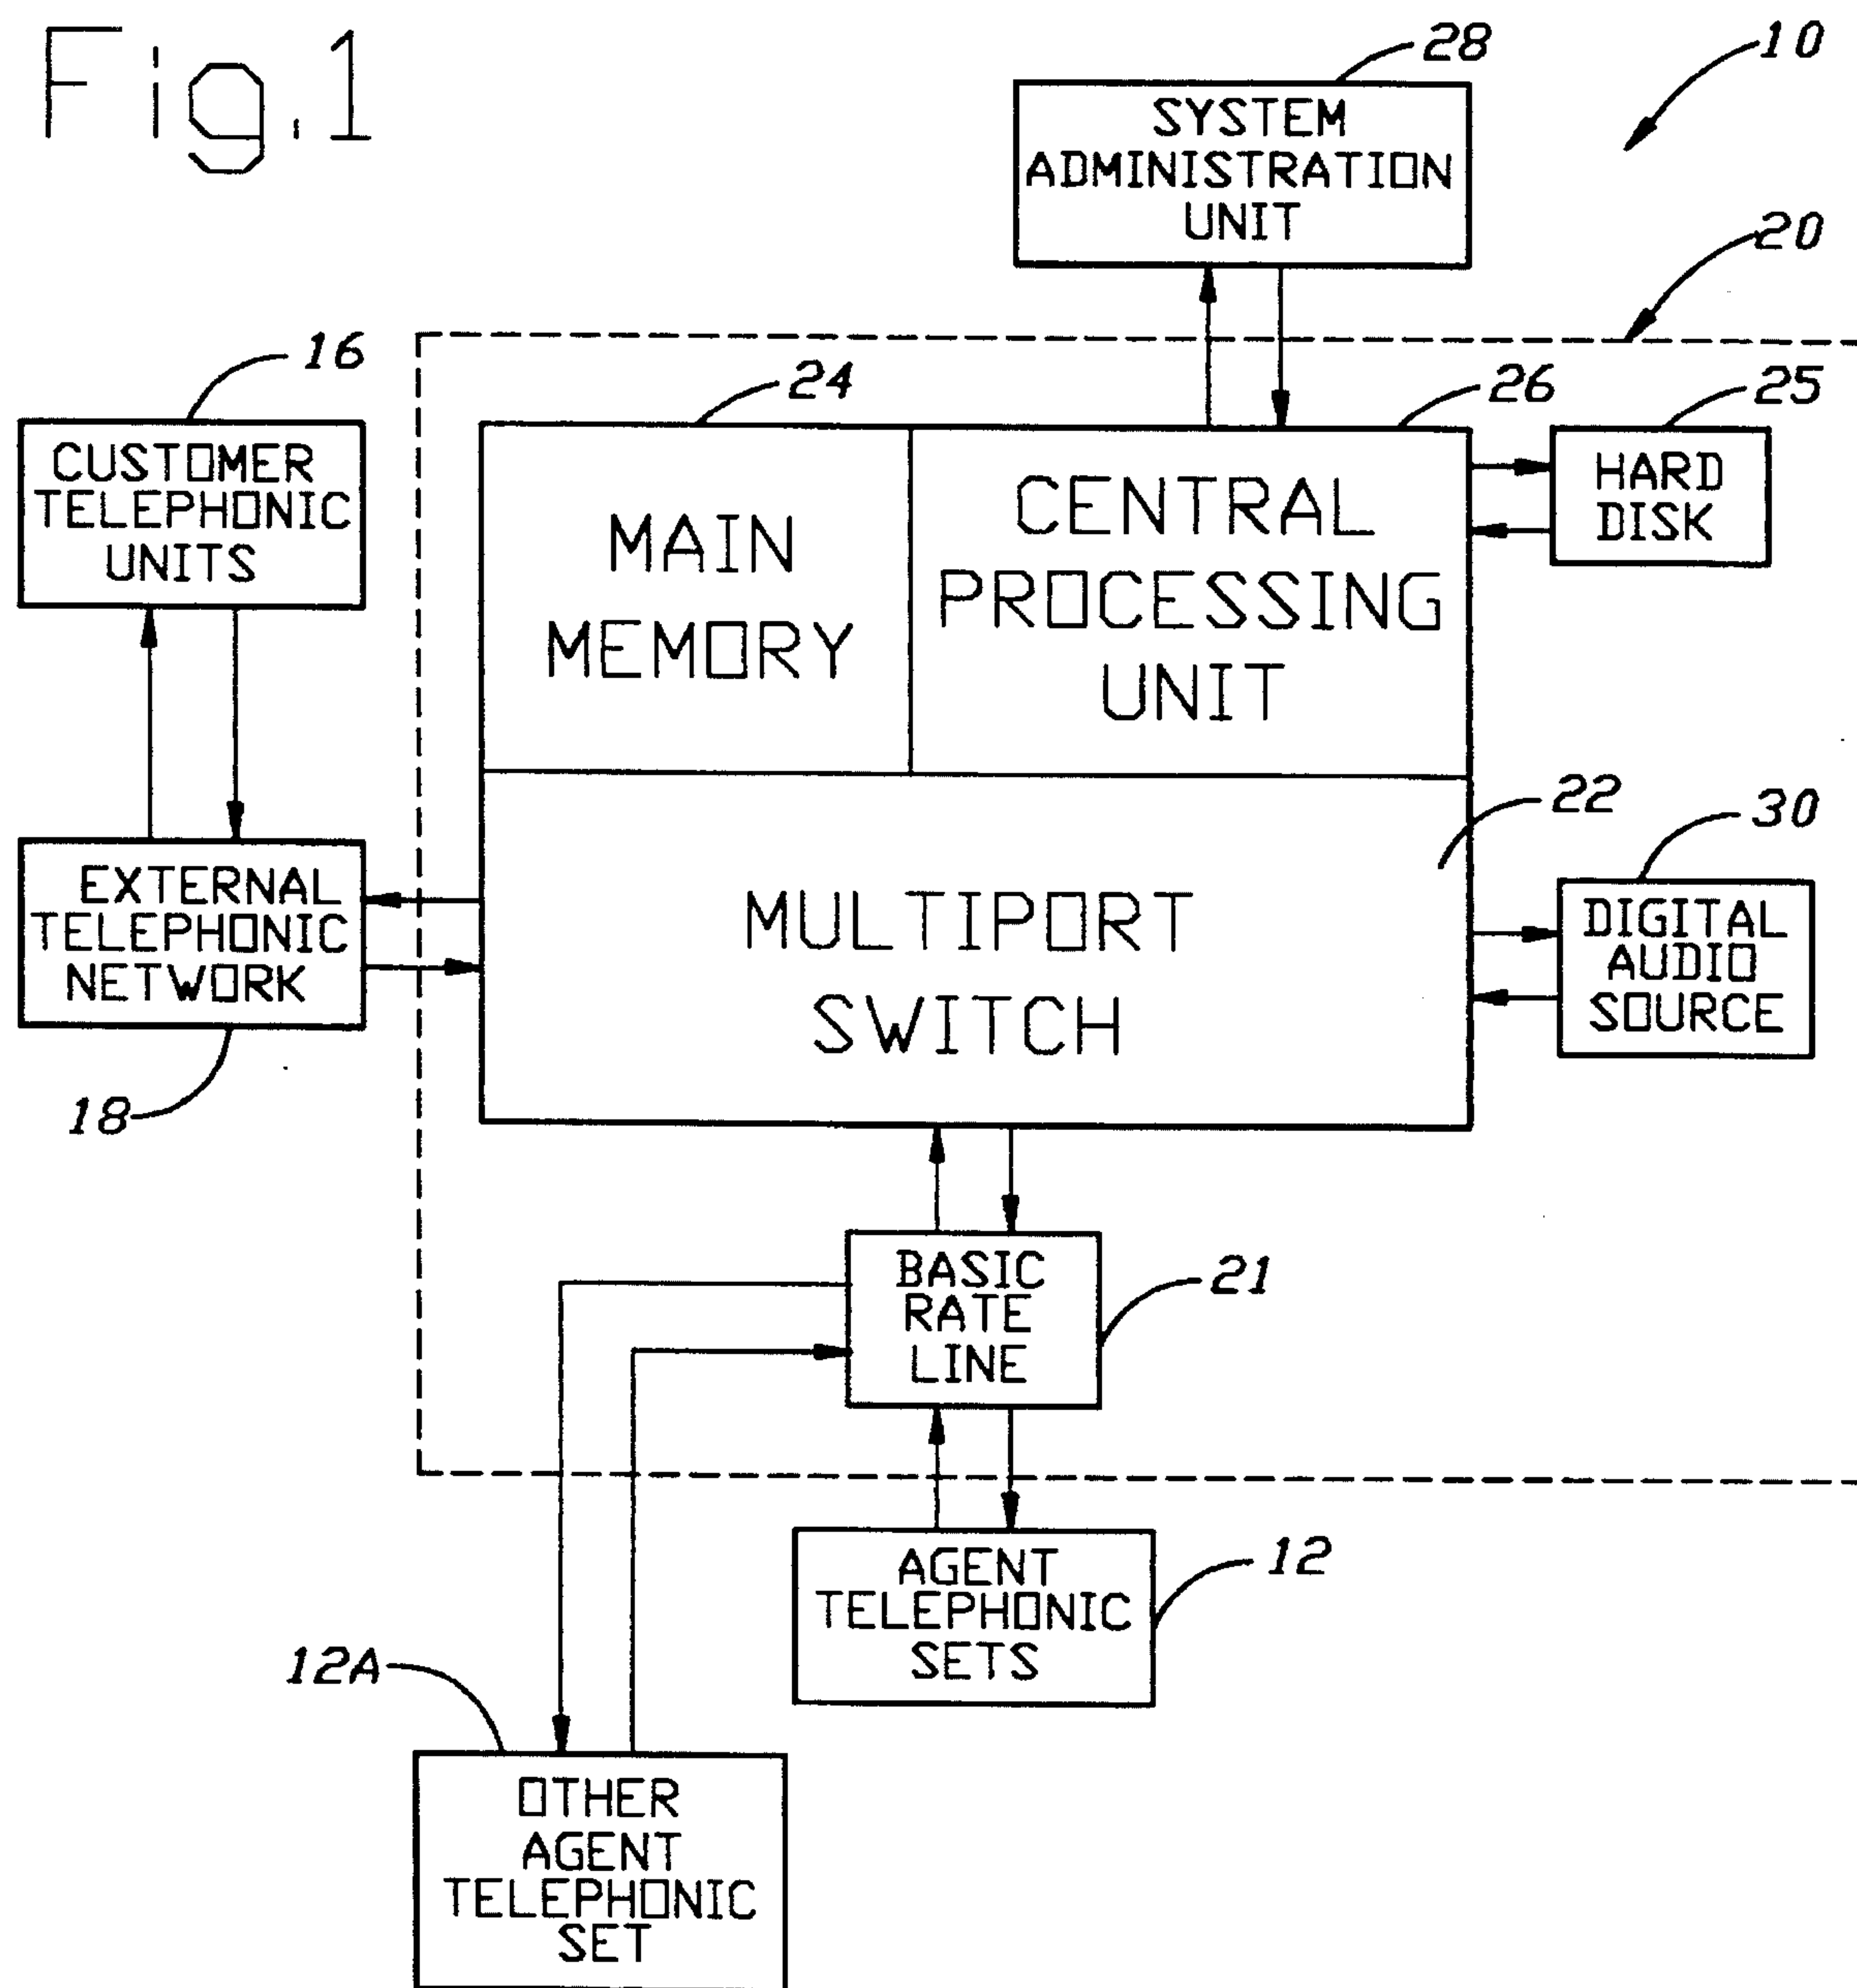 Fig.1
28
10
SYSTEM
ADMINISTRATION
UNIT
20
16
24
26
25
CUSTOMER
TELEPHONIC
UNITS
MAIN
MEMORY
CENTRAL
PROCESSING
UNIT
HARD
DISK
22
30
EXTERNAL
TELEPHONIC
NETWORK
MULTIPORT
SWITCH
DIGITAL
AUDIO
SOURCE
18
BASIC
RATE
LINE
21
AGENT
TELEPHONIC
SETS
12
12A
OTHER
AGENT
TELEPHONIC
SET